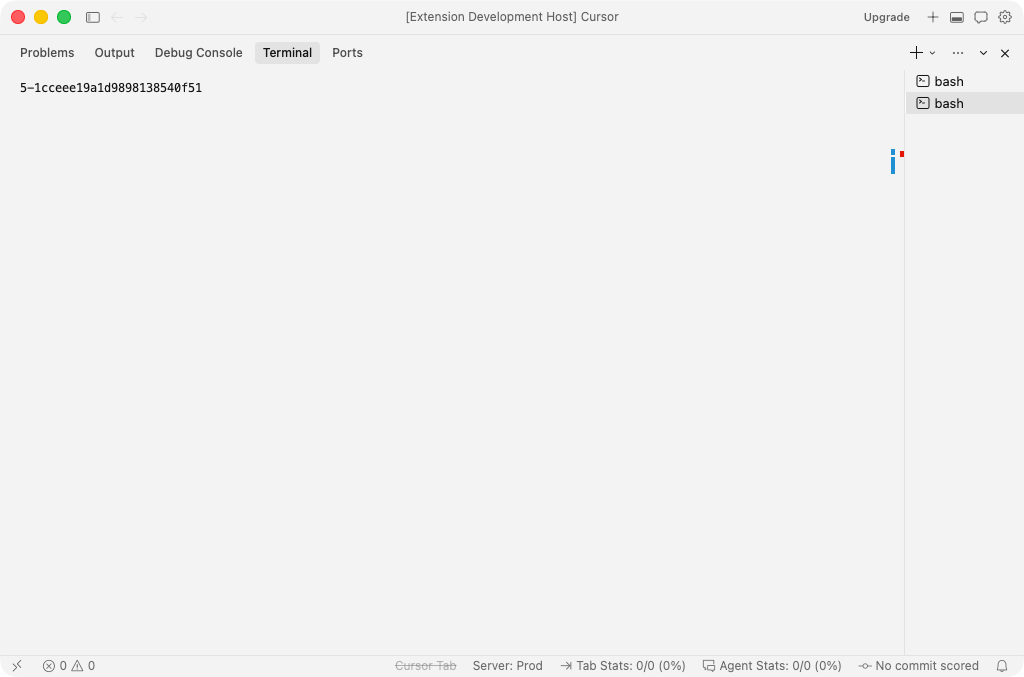 [Extension Development Host] Cursor
Upgrade
Problems Output Debug Console Terminal Ports
5-1cceee19a1d9898138540f51
bash
bash
0 0 Cursor Tab Server: Prod Tab Stats: 0/0 (0%) Agent Stats: 0/0 (0%) No commit scored